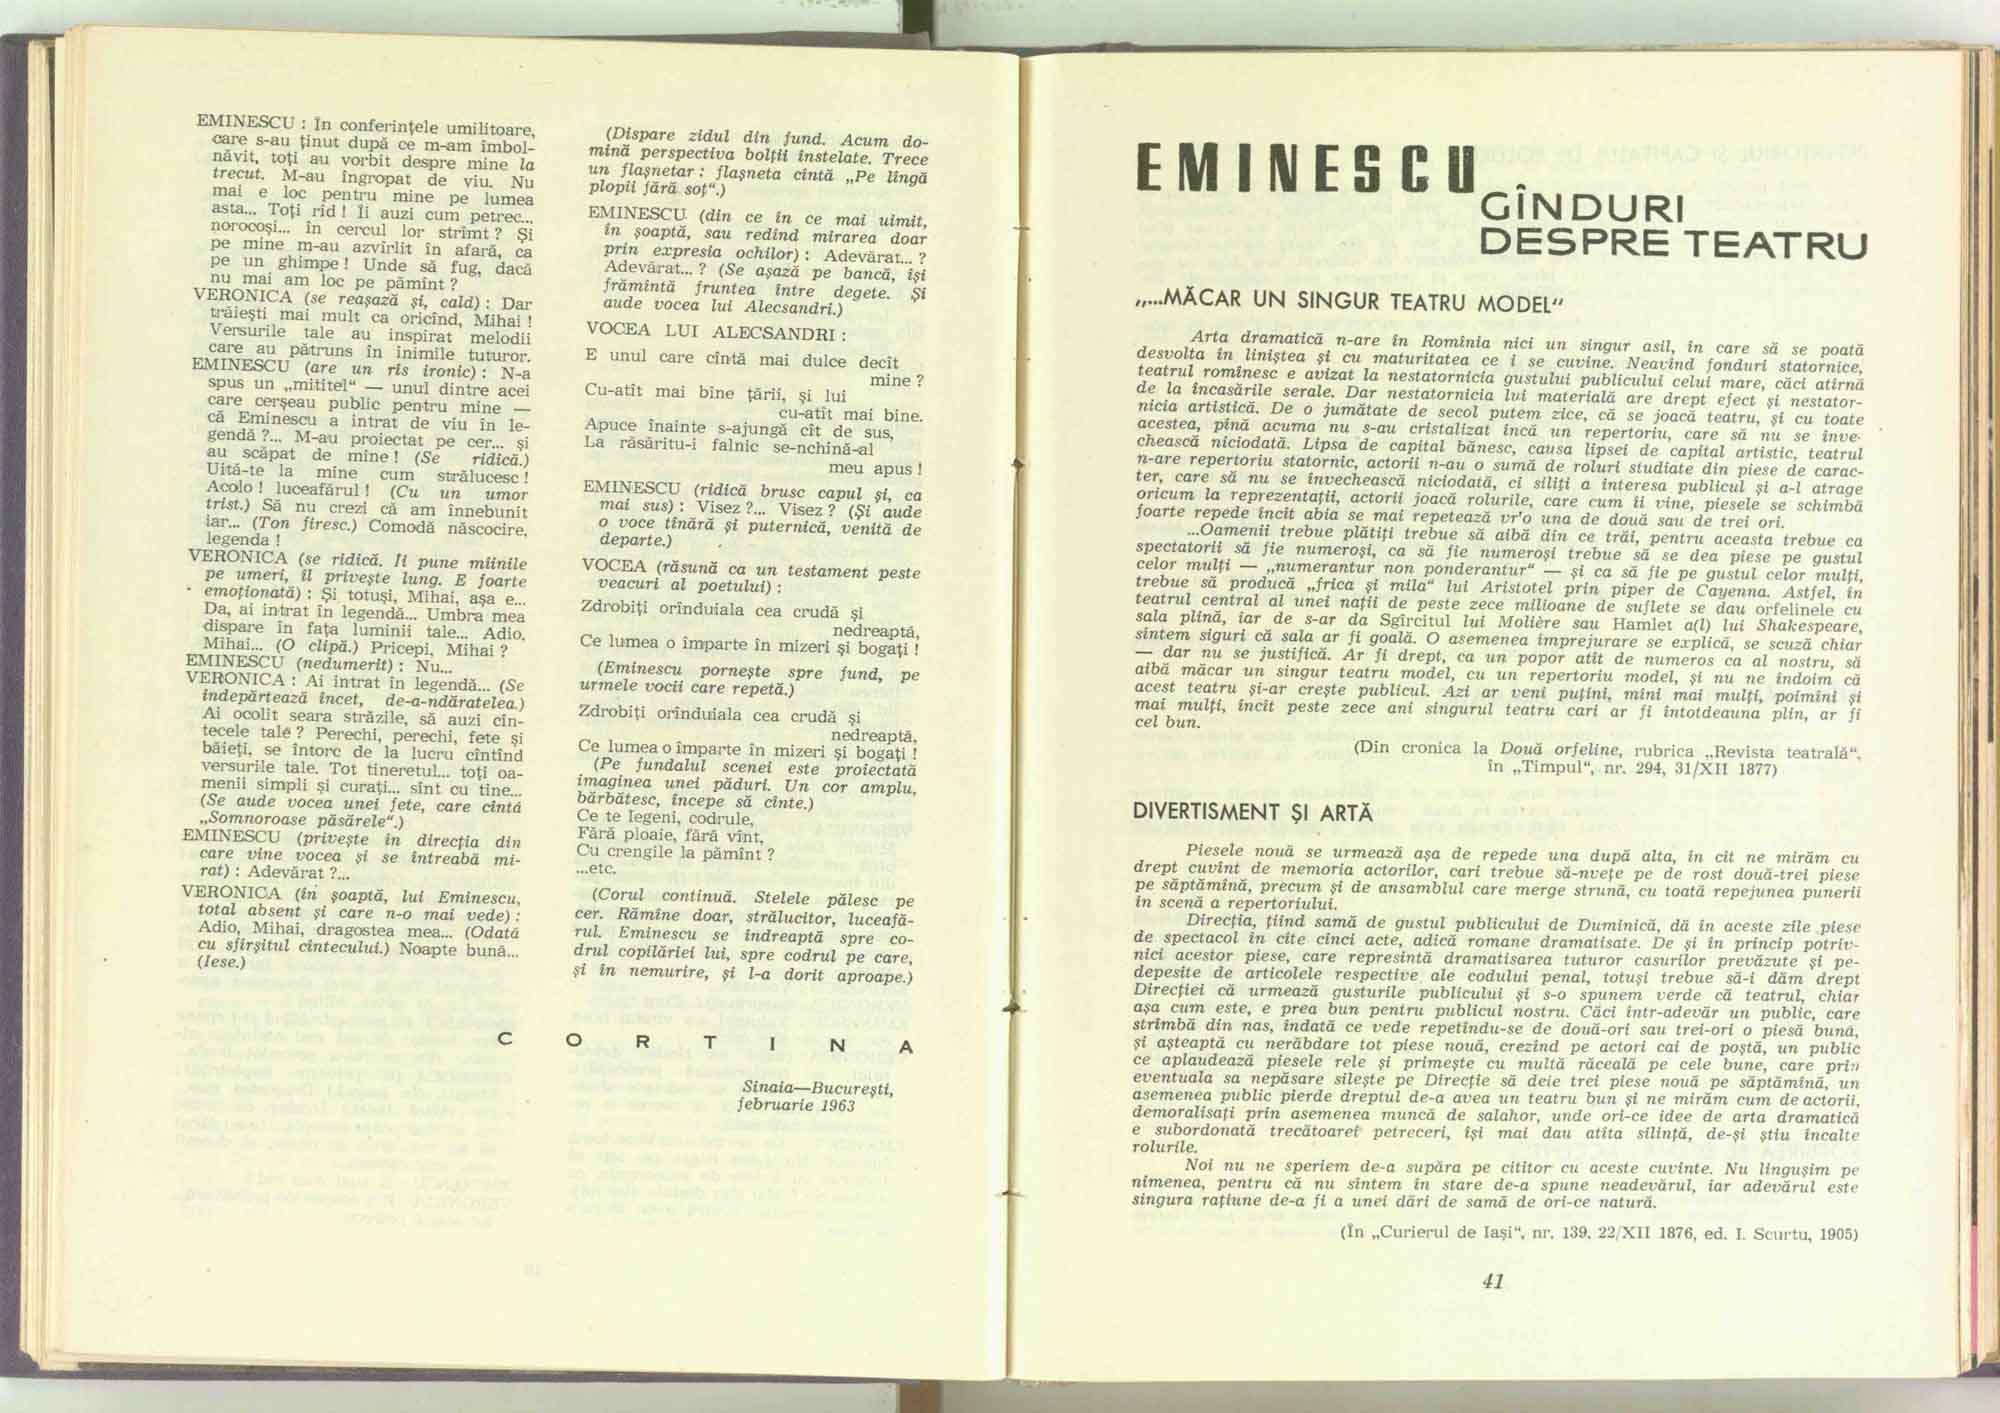 EMINESCU : În conferințele umilitoare,
care s-au ținut după ce m-am îmbol-
năvit, toți au vorbit despre mine la
trecut. M-au îngropat de viu. Nu
mai e loc pentru mine pe lumea
asta... Toți rîd ! Îi auzi cum petrec...
norocoși... în cercul lor strîmt ? Și
pe mine m-au azvîrlit în afară, ca
pe un ghimpe ! Unde să fug, dacă
nu mai am loc pe pămînt ?
VERONICA (se reașază și, cald) : Dar
trăiești mai mult ca oricînd, Mihai !
Versurile tale au inspirat melodii
care au pătruns în inimile tuturor.
EMINESCU (are un rîs ironic) : N-a
spus un „mititel“ — unul dintre acei
care cerșeau public pentru mine —
că Eminescu a intrat de viu în le-
gendă ?... M-au proiectat pe cer... și
au scăpat de mine ! (Se ridică.)
Uită-te la mine cum strălucesc !
Acolo ! luceafărul ! (Cu un umor
trist.) Să nu crezi că am înnebunit
iar... (Ton firesc.) Comodă născocire,
legenda !
VERONICA (se ridică. Îi pune mîinile
pe umeri, îl privește lung. E foarte
emoționată) : Și totuși, Mihai, așa e...
Da, ai intrat în legendă... Umbra mea
dispare în fața luminii tale... Adio,
Mihai... (O clipă.) Pricepi, Mihai ?
EMINESCU (nedumerit) : Nu...
VERONICA : Ai intrat în legendă... (Se
îndepărtează încet, de-a-ndăratelea.)
Ai ocolit seara străzile, să auzi cîn-
tecele tale ? Perechi, perechi, fete și
băieți, se întorc de la lucru cîntînd
versurile tale. Tot tineretul... toți oa-
menii simpli și curați... sînt cu tine...
(Se aude vocea unei fete, care cîntă
„Somnoroase păsărele“.)
EMINESCU (privește în direcția din
care vine vocea și se întreabă mi-
rat) : Adevărat ?...
VERONICA (în șoaptă, lui Eminescu,
total absent și care n-o mai vede) :
Adio, Mihai, dragostea mea... (Odată
cu sfîrșitul cîntecului.) Noapte bună...
(Iese.)
(Dispare zidul din fund. Acum do-
mină perspectiva bolții înstelate. Trece
un flașnetar : flașneta cîntă „Pe lîngă
plopii fără soț“.)
EMINESCU (din ce în ce mai uimit,
în șoaptă, sau redînd mirarea doar
prin expresia ochilor) : Adevărat... ?
Adevărat... ? (Se așază pe bancă, își
frămîntă fruntea între degete. Și
aude vocea lui Alecsandri.)
VOCEA LUI ALECSANDRI :
E unul care cîntă mai dulce decît
mine ?
Cu-atît mai bine țării, și lui
cu-atît mai bine.
Apuce înainte s-ajungă cît de sus,
La răsăritu-i falnic se-nchină-al
meu apus !
EMINESCU (ridică brusc capul și, ca
mai sus) : Visez ?... Visez ? (Și aude
o voce tînără și puternică, venită de
departe.)
VOCEA (răsună ca un testament peste
veacuri al poetului) :
Zdrobiți orînduiala cea crudă și
nedreaptă,
Ce lumea o împarte în mizeri și bogați !
(Eminescu pornește spre fund, pe
urmele vocii care repetă.)
Zdrobiți orînduiala cea crudă și
nedreaptă,
Ce lumea o împarte în mizeri și bogați !
(Pe fundalul scenei este proiectată
imaginea unei păduri. Un cor amplu,
bărbătesc, începe să cînte.)
Ce te legeni, codrule,
Fără ploaie, fără vînt,
Cu crengile la pămînt ?
...etc.
(Corul continuă. Stelele pălesc pe
cer. Rămîne doar, strălucitor, luceafă-
rul. Eminescu se îndreaptă spre co-
drul copilăriei lui, spre codrul pe care,
și în nemurire, și l-a dorit aproape.)
C O R T I N A
Sinaia—București,
februarie 1963
EMINESCU
GÎNDURI
DESPRE TEATRU
„...MĂCAR UN SINGUR TEATRU MODEL“
Arta dramatică n-are în Romînia nici un singur asil, în care să se poată
desvolta în liniștea și cu maturitatea ce i se cuvine. Neavînd fonduri statornice,
teatrul romînesc e avizat la nestatornicia gustului publicului celui mare, căci atîrnă
de la încasările serale. Dar nestatornicia lui materială are drept efect și nestator-
nicia artistică. De o jumătate de secol putem zice, că se joacă teatru, și cu toate
acestea, pînă acuma nu s-au cristalizat încă un repertoriu, care să nu se înve-
chească niciodată. Lipsa de capital bănesc, causa lipsei de capital artistic, teatrul
n-are repertoriu statornic, actorii n-au o sumă de roluri studiate din piese de carac-
ter, care să nu se învechească niciodată, ci siliți a interesa publicul și a-l atrage
oricum la reprezentații, actorii joacă rolurile, care cum îi vine, piesele se schimbă
foarte repede încît abia se mai repetează vr'o una de două sau de trei ori.
...Oamenii trebue plătiți trebue să aibă din ce trăi, pentru aceasta trebue ca
spectatorii să fie numeroși, ca să fie numeroși trebue să se dea piese pe gustul
celor mulți — „numerantur non ponderantur“ — și ca să fie pe gustul celor mulți,
trebue să producă „frica și mila“ lui Aristotel prin piper de Cayenna. Astfel, în
teatrul central al unei nații de peste zece milioane de suflete se dau orfelinele cu
sala plină, iar de s-ar da Sgîrcitul lui Molière sau Hamlet a(l) lui Shakespeare,
sîntem siguri că sala ar fi goală. O asemenea împrejurare se explică, se scuză chiar
— dar nu se justifică. Ar fi drept, ca un popor atît de numeros ca al nostru, să
aibă măcar un singur teatru model, cu un repertoriu model, și nu ne îndoim că
acest teatru și-ar crește publicul. Azi ar veni puțini, mîni mai mulți, poimîni și
mai mulți, încît peste zece ani singurul teatru cari ar fi întotdeauna plin, ar fi
cel bun.
(Din cronica la Două orfeline, rubrica „Revista teatrală“,
în „Timpul“, nr. 294, 31/XII 1877)
DIVERTISMENT ȘI ARTĂ
Piesele nouă se urmează așa de repede una după alta, în cît ne mirăm cu
drept cuvînt de memoria actorilor, cari trebue să-nvețe pe de rost două-trei piese
pe săptămînă, precum și de ansamblul care merge strună, cu toată repejunea punerii
în scenă a repertoriului.
Direcția, țiind samă de gustul publicului de Duminică, dă în aceste zile piese
de spectacol în cîte cinci acte, adică romane dramatisate. De și în princip potriv-
nici acestor piese, care represintă dramatisarea tuturor casurilor prevăzute și pe-
depesite de articolele respective ale codului penal, totuși trebue să-i dăm drept
Direcției că urmează gusturile publicului și s-o spunem verde că teatrul, chiar
așa cum este, e prea bun pentru publicul nostru. Căci într-adevăr un public, care
strîmbă din nas, îndată ce vede repetîndu-se de două-ori sau trei-ori o piesă bună,
și așteaptă cu nerăbdare tot piese nouă, crezînd pe actori cai de poștă, un public
ce aplaudează piesele rele și primește cu multă răceală pe cele bune, care prin
eventuala sa nepăsare silește pe Direcție să deie trei piese nouă pe săptămînă, un
asemenea public pierde dreptul de-a avea un teatru bun și ne mirăm cum de actorii,
demoralisați prin asemenea muncă de salahor, unde ori-ce idee de arta dramatică
e subordonată trecătoarei petreceri, își mai dau atîta silință, de-și știu încalte
rolurile.
Noi nu ne speriem de-a supăra pe cititor cu aceste cuvinte. Nu lingușim pe
nimenea, pentru că nu sîntem în stare de-a spune neadevărul, iar adevărul este
singura rațiune de-a fi a unei dări de samă de ori-ce natură.
(În „Curierul de Iași“, nr. 139, 22/XII 1876, ed. I. Scurtu, 1905)
41